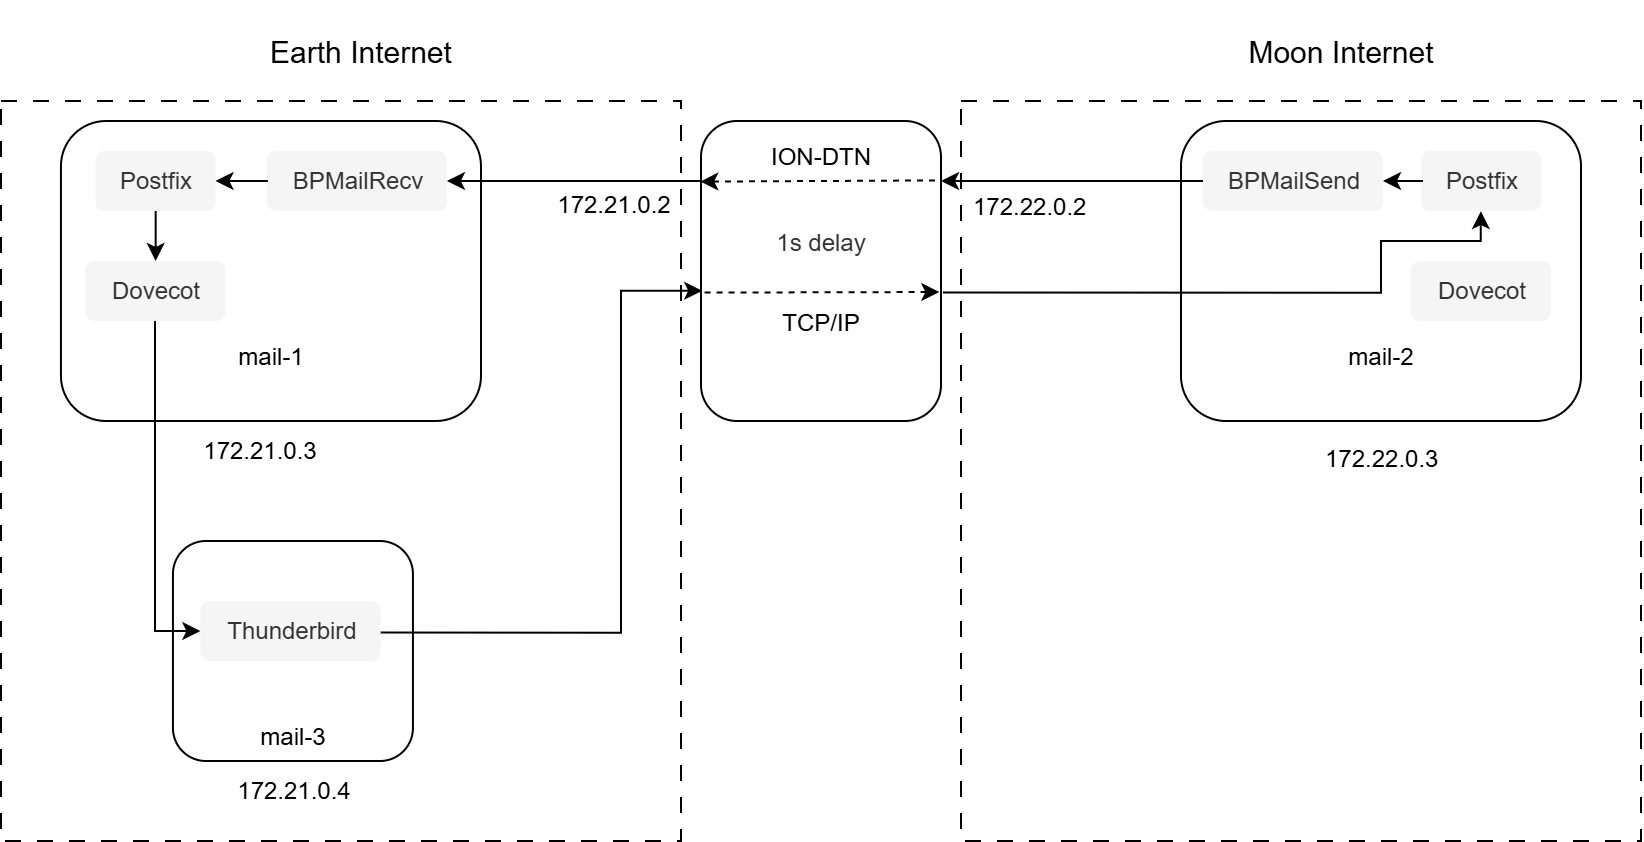 Earth Internet
Moon Internet
Postfix
BPMailRecv
ION-DTN
BPMailSend
Postfix
172.21.0.2
172.22.0.2
1s delay
Dovecot
Dovecot
TCP/IP
mail-1
mail-2
172.21.0.3
172.22.0.3
Thunderbird
mail-3
172.21.0.4